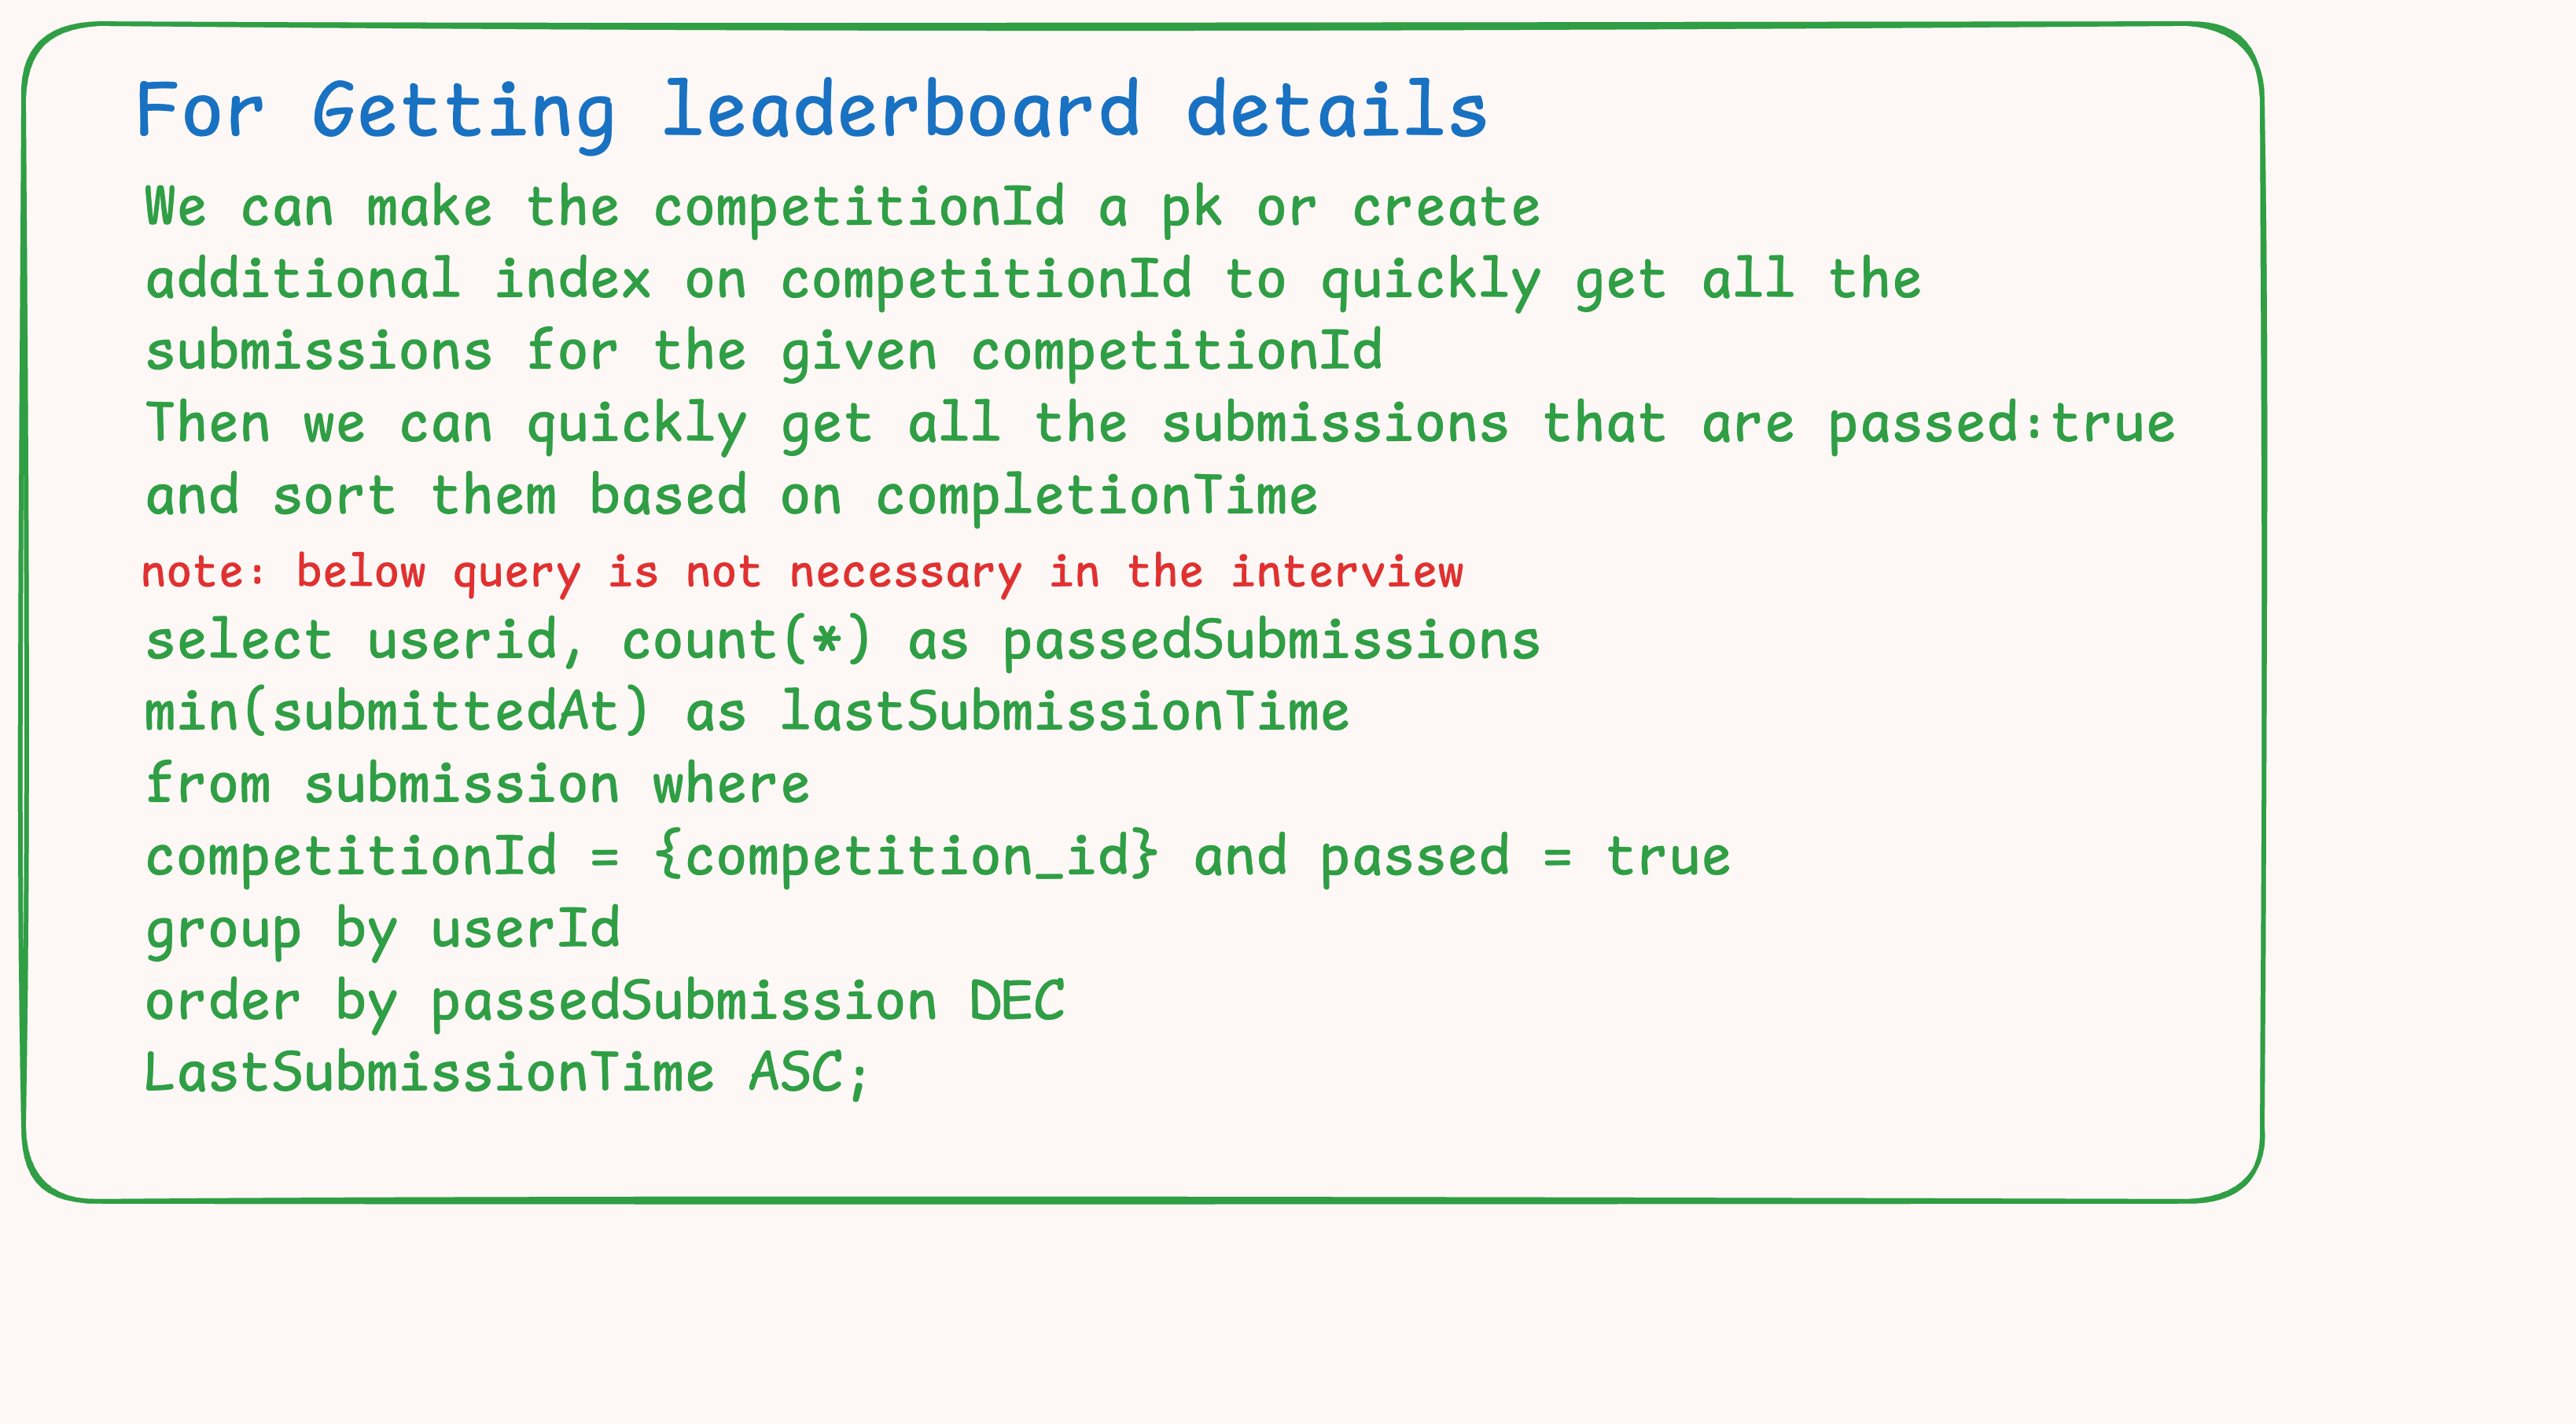 For Getting leaderboard details
We can make the competitionId a pk or create
additional index on competitionId to quickly get all the
submissions for the given competitionId
Then we can quickly get all the submissions that are passed:true
and sort them based on completionTime
note: below query is not necessary in the interview
select userid, count(*) as passedSubmissions
min(submittedAt) as lastSubmissionTime
from submission where
competitionId = {competition_id} and passed = true
group by userId
order by passedSubmission DEC
LastSubmissionTime ASC;